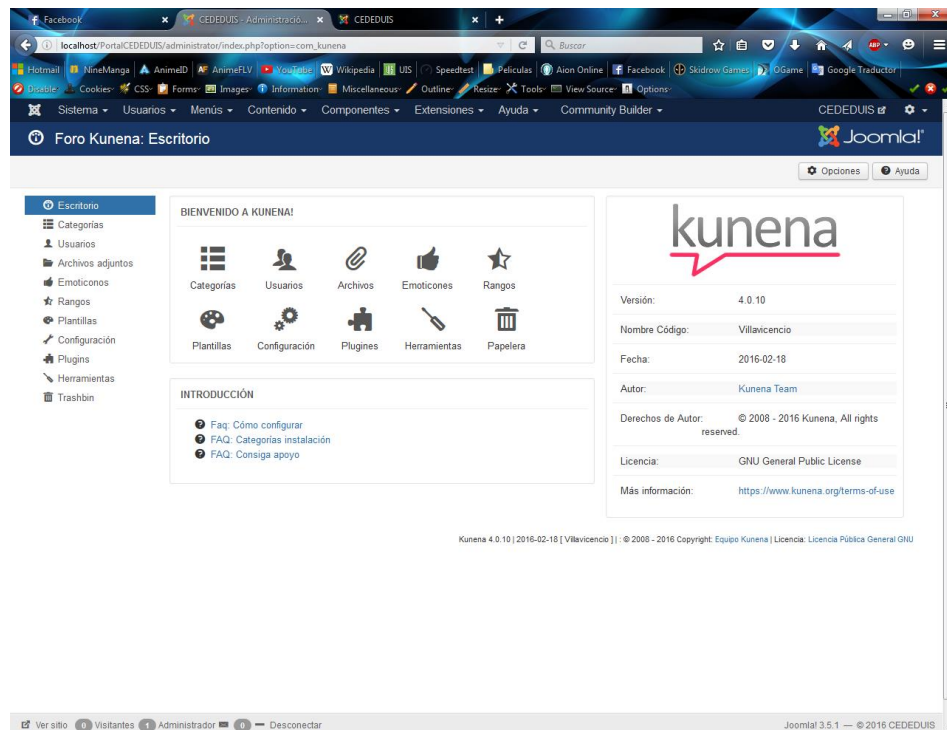 Facebook
CEDEDUIS - Administració...
CEDEDUIS
localhost/PortalCEDEDUIS/administrator/index.php?option=com_kunena
Buscar
ABP
Hotmail NineManga AnimeID AnimeFLV YouTube Wikipedia UIS Speedtest Peliculas Aion Online Facebook Skidrow Games OGame Google Traductor
Disable Cookies CSS Forms Images Information Miscellaneous Outline Resize Tools View Source Options
Sistema Usuarios Menús Contenido Componentes Extensiones Ayuda Community Builder CEDEDUIS
Foro Kunena: Escritorio
Joomla!
Opciones Ayuda
Escritorio
Categorías
Usuarios
Archivos adjuntos
Emoticonos
Rangos
Plantillas
Configuración
Plugins
Herramientas
Trashbin
BIENVENIDO A KUNENA!
Categorías Usuarios Archivos Emoticones Rangos
Plantillas Configuración Plugines Herramientas Papelera
INTRODUCCIÓN
Faq: Cómo configurar
FAQ: Categorías instalación
FAQ: Consiga apoyo
kunena
Versión: 4.0.10
Nombre Código: Villavicencio
Fecha: 2016-02-18
Autor: Kunena Team
Derechos de Autor: © 2008 - 2016 Kunena, All rights
reserved.
Licencia: GNU General Public License
Más información: https://www.kunena.org/terms-of-use
Kunena 4.0.10 | 2016-02-18 [ Villavicencio ] | : © 2008 - 2016 Copyright: Equipo Kunena | Licencia: Licencia Pública General GNU
Ver sitio 0 Visitantes 1 Administrador 0 Desconectar
Joomla! 3.5.1 — © 2016 CEDEDUIS